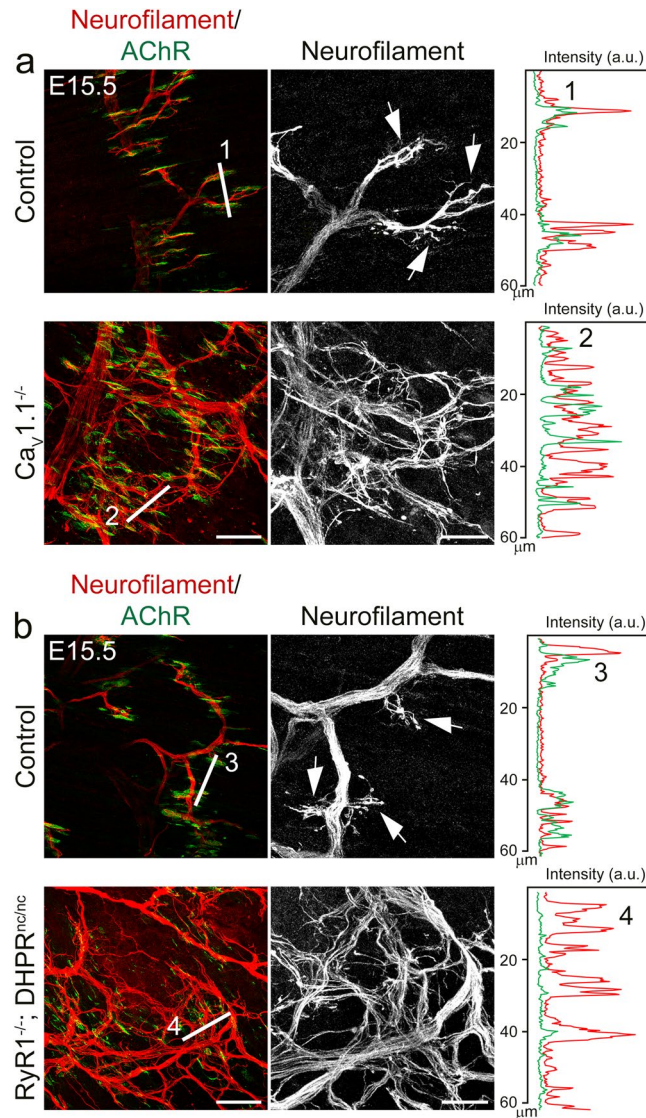 Neurofilament/
AChR
Neurofilament
Intensity (a.u.)
a
E15.5
Control
1
1
20
40
60
μm
Intensity (a.u.)
CaV1.1-/-
2
2
20
40
60
μm
Neurofilament/
AChR
Neurofilament
Intensity (a.u.)
b
E15.5
Control
3
3
20
40
60
μm
Intensity (a.u.)
RyR1-/-; DHPRnc/nc
4
4
20
40
60
μm